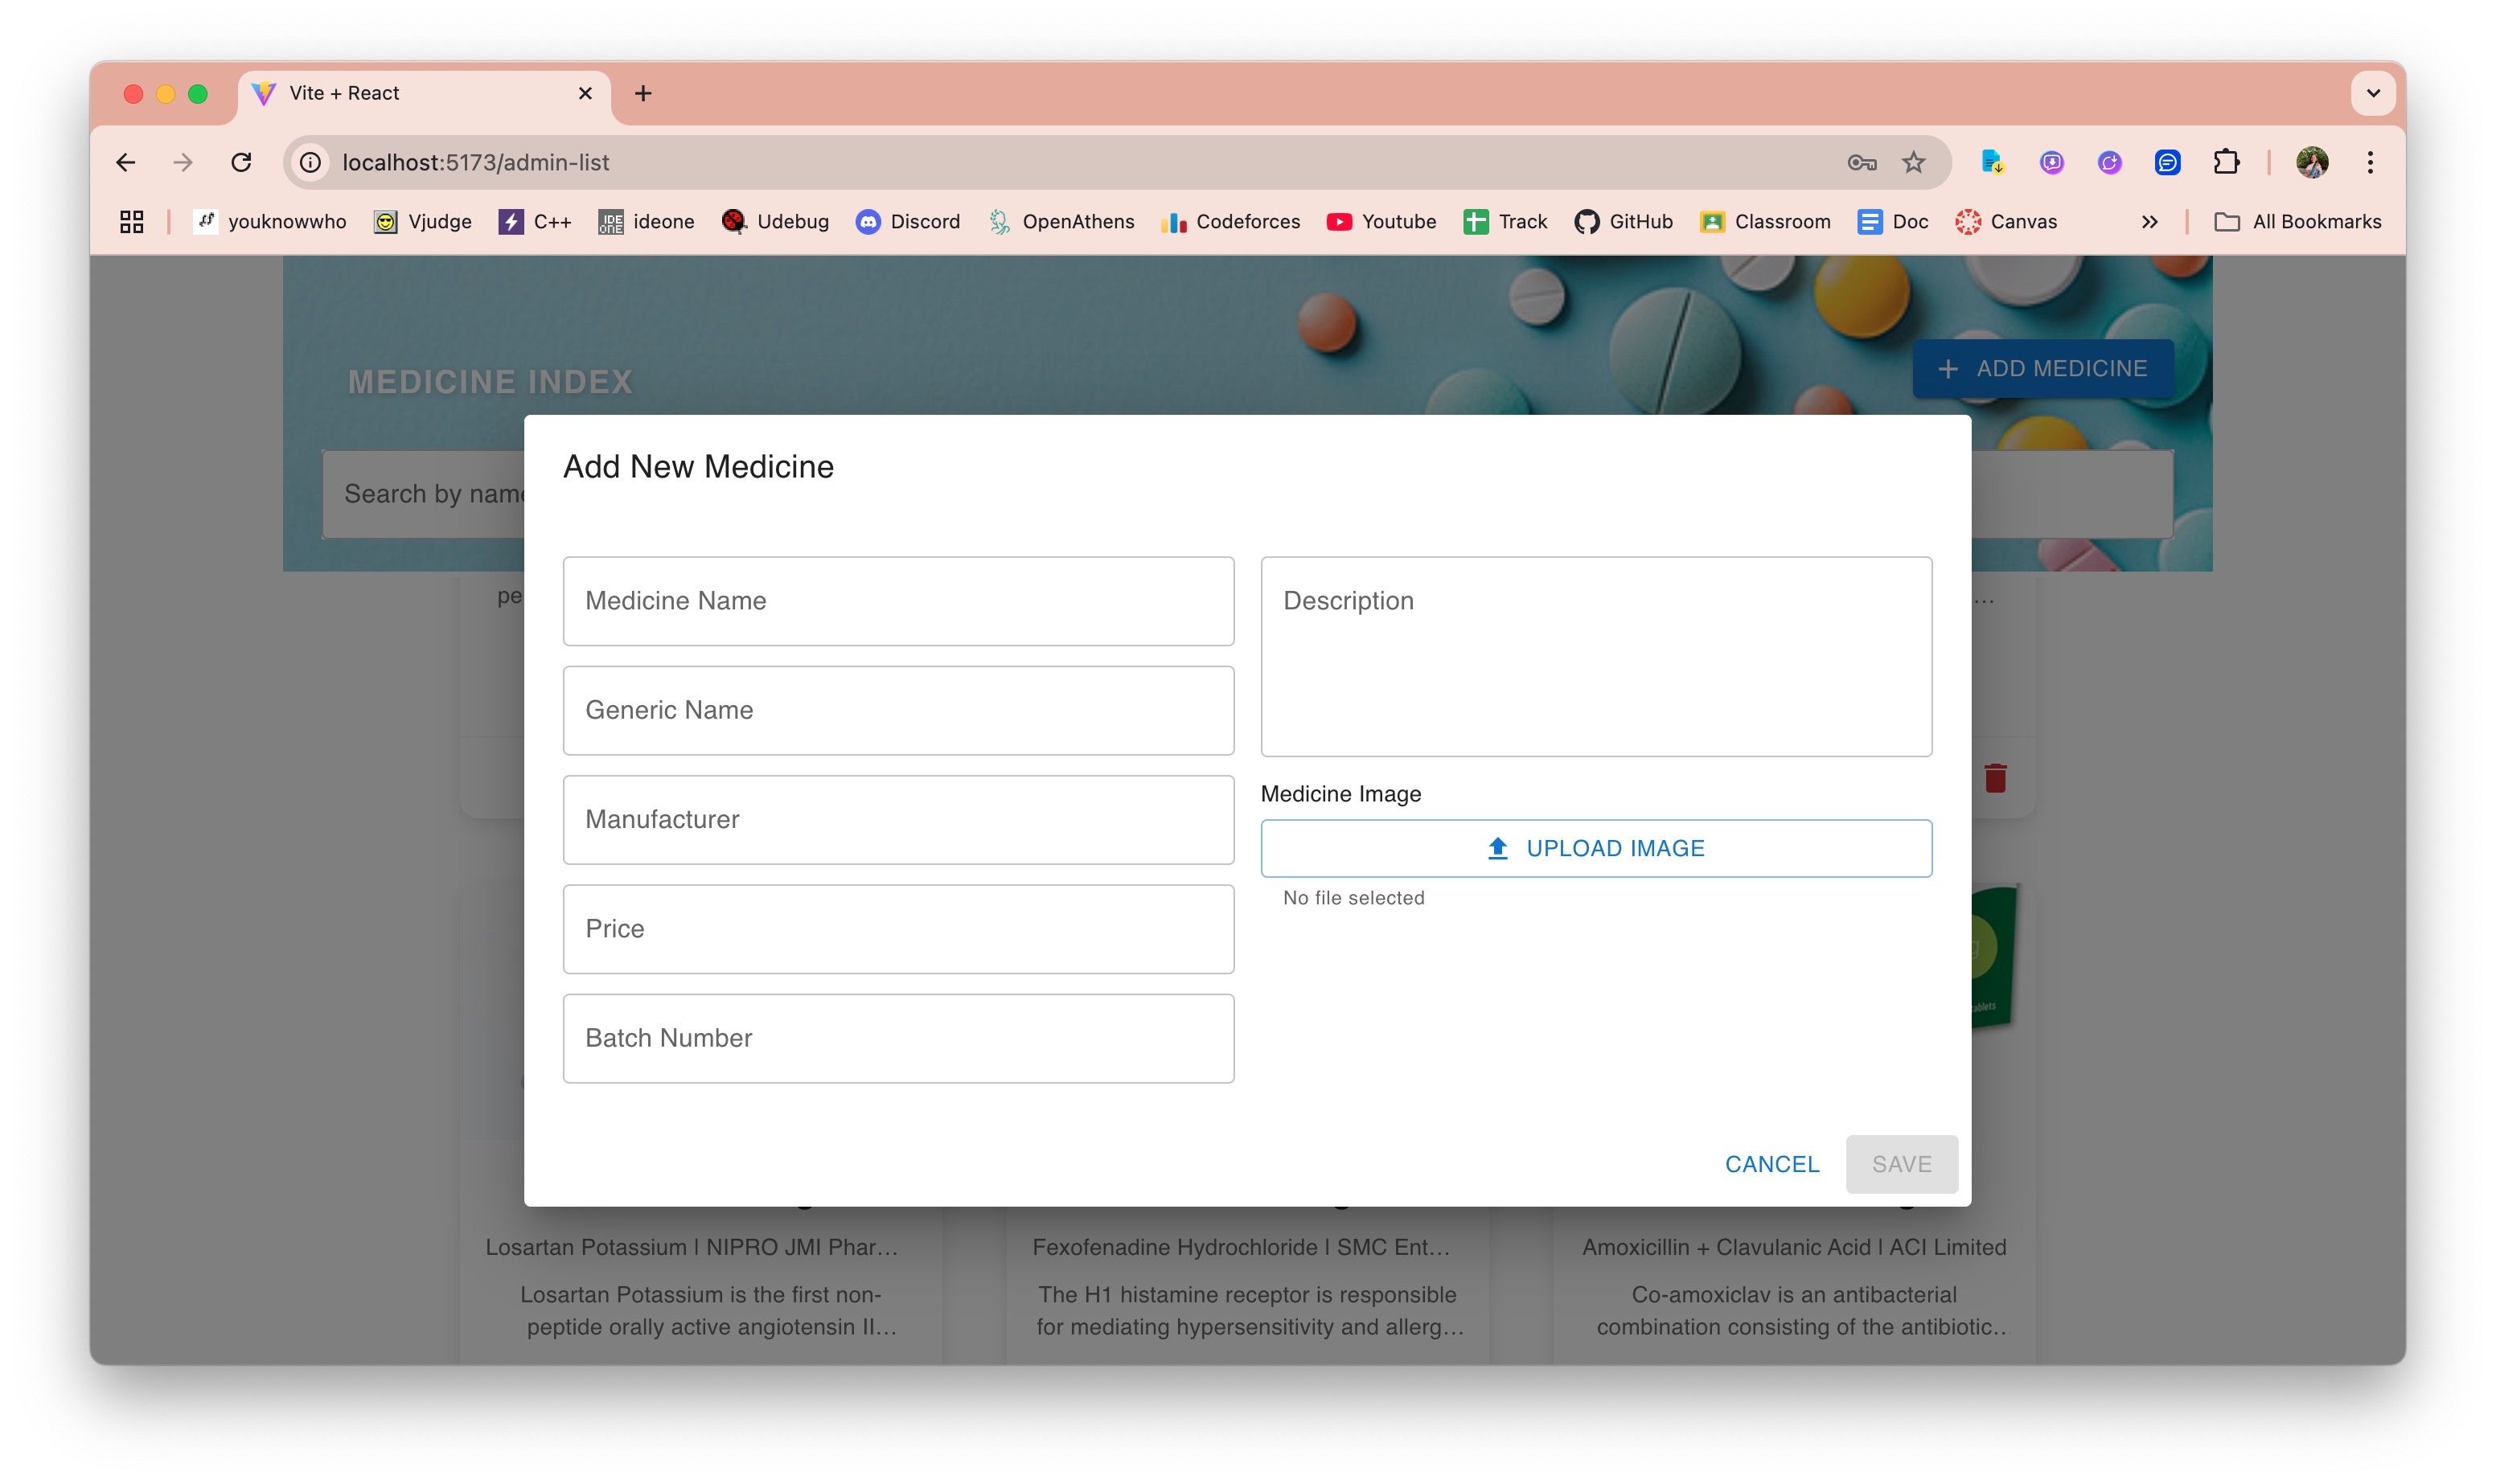 Vite + React
localhost:5173/admin-list
youknowwho
Vjudge
C++
IDE
ONE
ideone
Udebug
Discord
OpenAthens
Codeforces
Youtube
Track
GitHub
Classroom
Doc
Canvas
All Bookmarks
MEDICINE INDEX
ADD MEDICINE
Search by name
Add New Medicine
Medicine Name
Generic Name
Manufacturer
Price
Batch Number
Description
Medicine Image
UPLOAD IMAGE
No file selected
CANCEL
SAVE
pe
...
Losartan Potassium | NIPRO JMI Phar...
Losartan Potassium is the first non-
peptide orally active angiotensin II...
Fexofenadine Hydrochloride | SMC Ent...
The H1 histamine receptor is responsible
for mediating hypersensitivity and allerg...
Amoxicillin + Clavulanic Acid | ACI Limited
Co-amoxiclav is an antibacterial
combination consisting of the antibiotic...